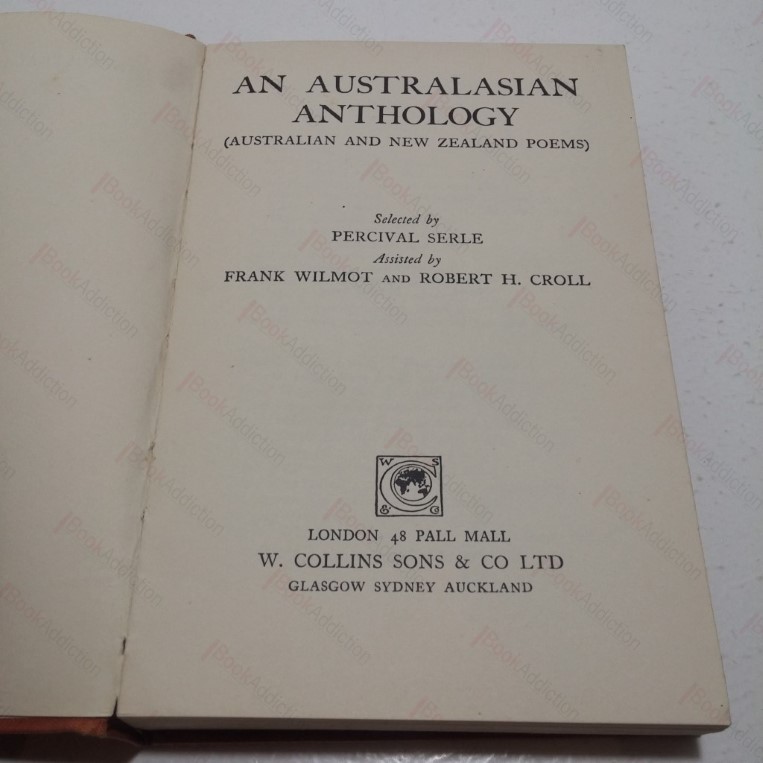 AN AUSTRALASIAN
ANTHOLOGY
(AUSTRALIAN AND NEW ZEALAND POEMS)
Selected by
PERCIVAL SERLE
Assisted by
FRANK WILMOT AND ROBERT H. CROLL
W S
& C
LONDON 48 PALL MALL
W. COLLINS SONS & CO LTD
GLASGOW SYDNEY AUCKLAND
BookAddiction